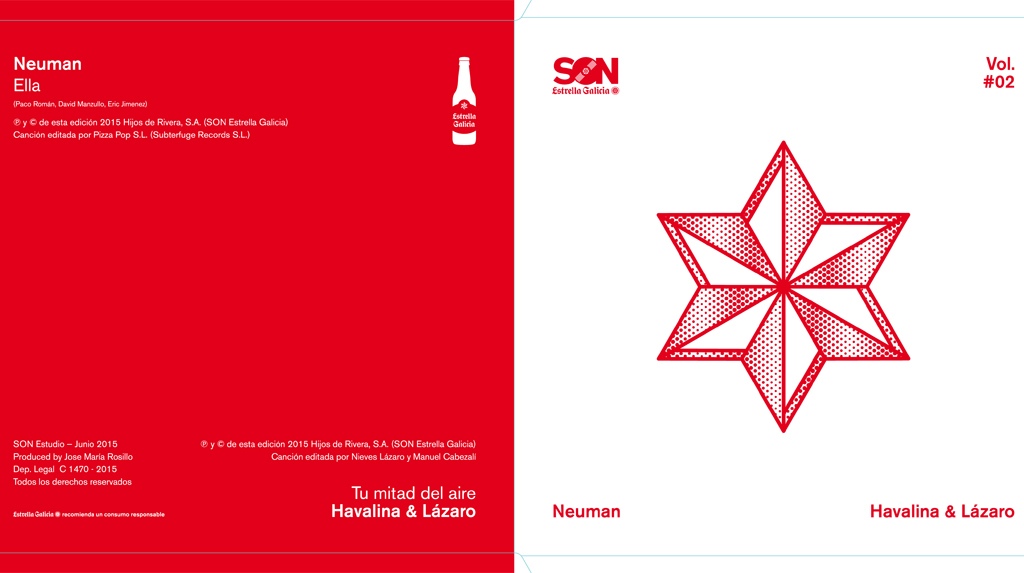 Neuman
Ella
(Paco Román, David Manzullo, Eric Jimenez)
℗ y © de esta edición 2015 Hijos de Rivera, S.A. (SON Estrella Galicia)
Canción editada por Pizza Pop S.L. (Subterfuge Records S.L.)
Estrella
Galicia
SON Estudio – Junio 2015
Produced by Jose María Rosillo
Dep. Legal C 1470 - 2015
Todos los derechos reservados
Estrella Galicia recomienda un consumo responsable
℗ y © de esta edición 2015 Hijos de Rivera, S.A. (SON Estrella Galicia)
Canción editada por Nieves Lázaro y Manuel Cabezalí
Tu mitad del aire
Havalina & Lázaro
SON
Estrella Galicia
Vol.
#02
Neuman
Havalina & Lázaro